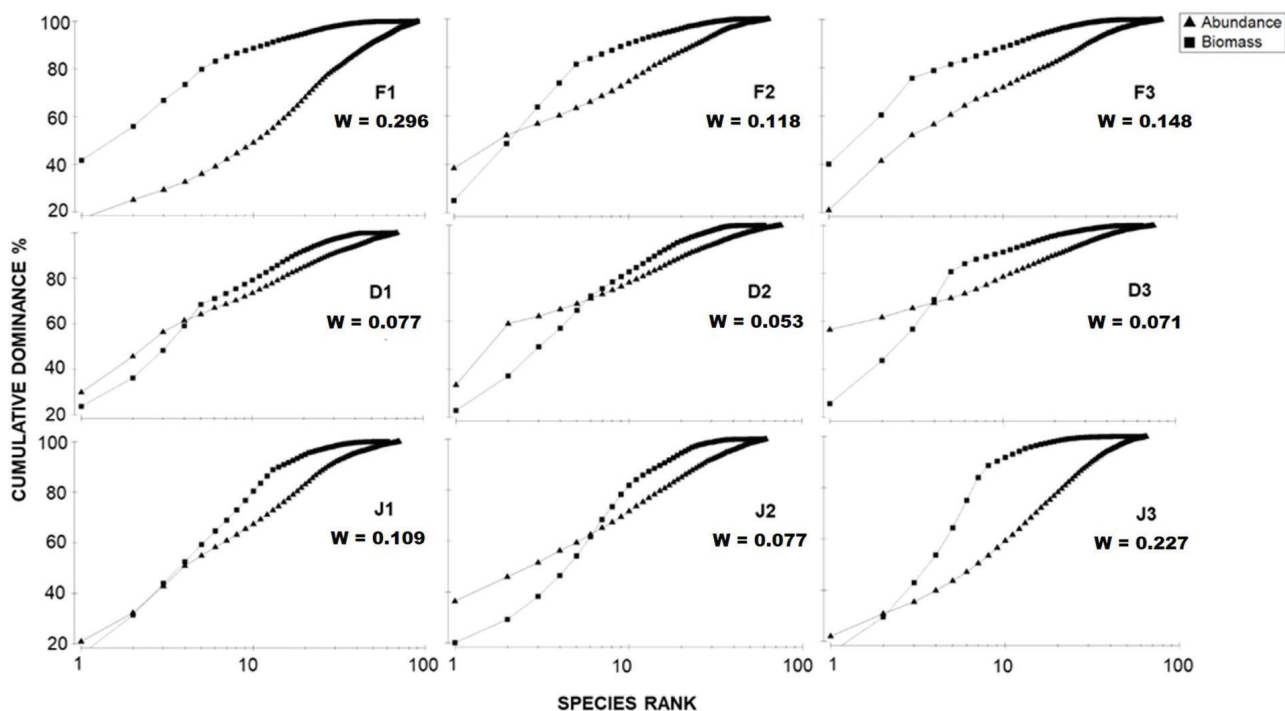 Abundance
Biomass
CUMULATIVE DOMINANCE %
100
80
60
40
20
F1
W = 0.296
F2
W = 0.118
F3
W = 0.148
80
60
40
20
D1
W = 0.077
D2
W = 0.053
D3
W = 0.071
100
80
60
40
20
J1
W = 0.109
J2
W = 0.077
J3
W = 0.227
1 10 100
1 10 100
1 10 100
SPECIES RANK